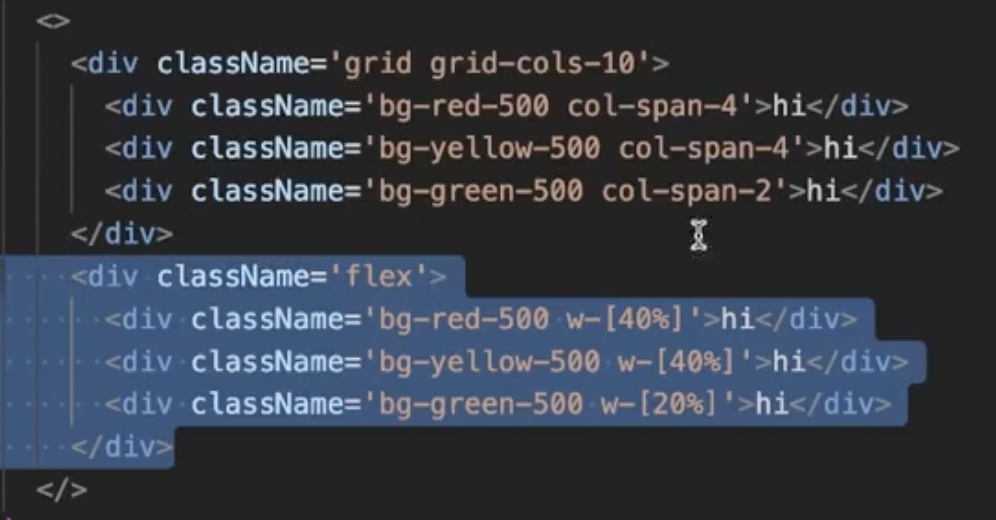 <>
<div className='grid grid-cols-10'>
<div className='bg-red-500 col-span-4'>hi</div>
<div className='bg-yellow-500 col-span-4'>hi</div>
<div className='bg-green-500 col-span-2'>hi</div>
</div>
<div className='flex'>
<div className='bg-red-500 w-[40%]'>hi</div>
<div className='bg-yellow-500 w-[40%]'>hi</div>
<div className='bg-green-500 w-[20%]'>hi</div>
</div>
</>